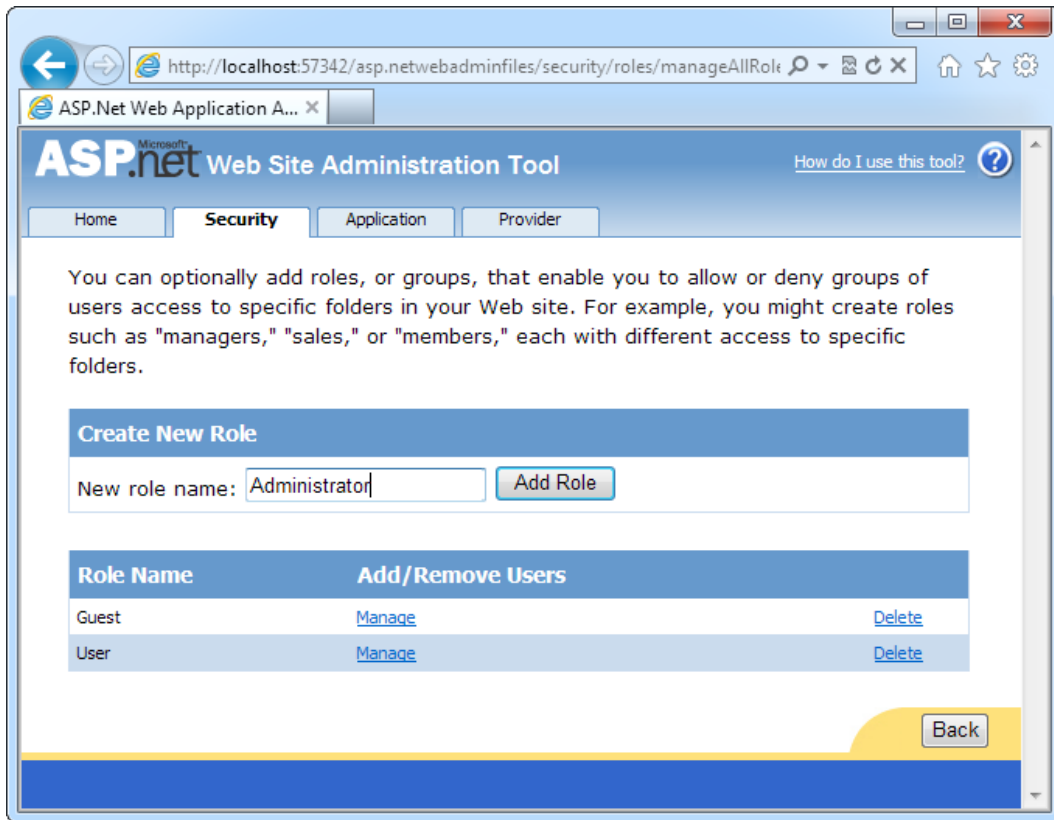 http://localhost:57342/asp.netwebadminfiles/security/roles/manageAllRole
ASP.Net Web Application A...
Microsoft
ASP.net Web Site Administration Tool
How do I use this tool? ?
Home Security Application Provider
You can optionally add roles, or groups, that enable you to allow or deny groups of
users access to specific folders in your Web site. For example, you might create roles
such as "managers," "sales," or "members," each with different access to specific
folders.
Create New Role
New role name: Administrator Add Role
Role Name Add/Remove Users
Guest Manage Delete
User Manage Delete
Back